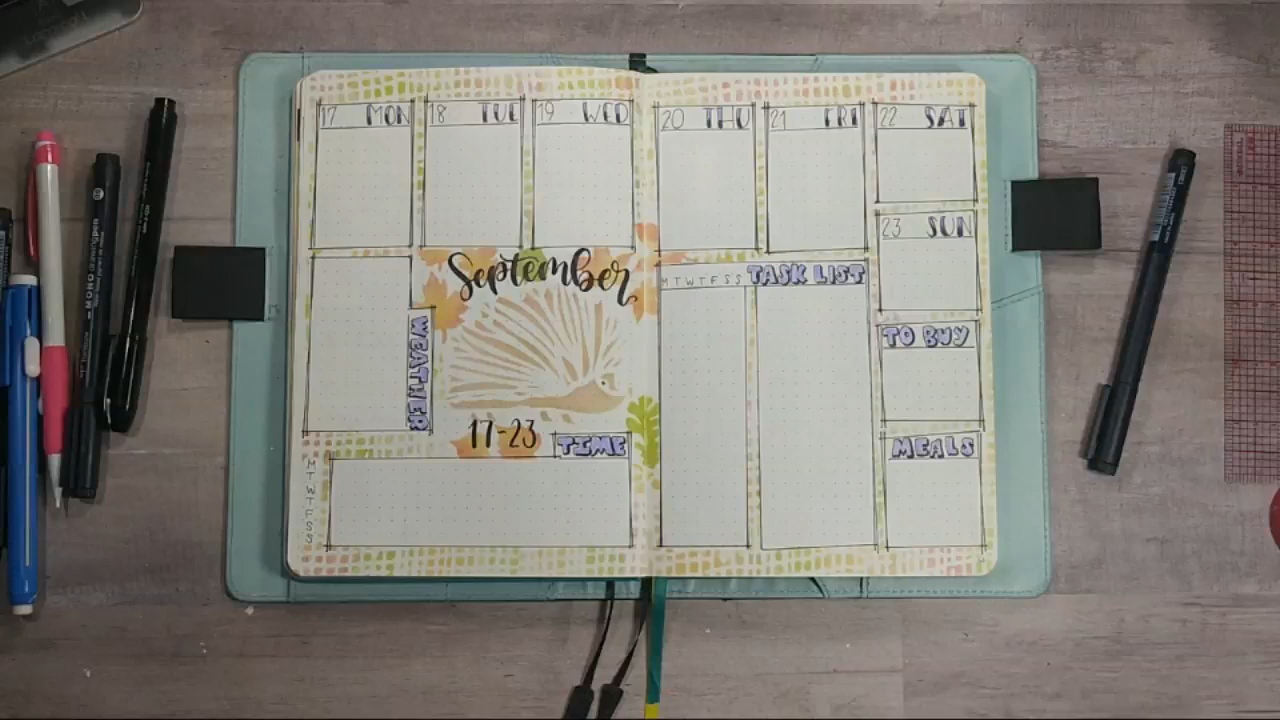 17 MON
18 TUE
19 WED
20 THU
21 FRI
22 SAT
23 SUN
September
M T W T F S S
TASK LIST
WEATHER
TO BUY
17-23
TIME
MEALS
M
T
W
T
F
S
S